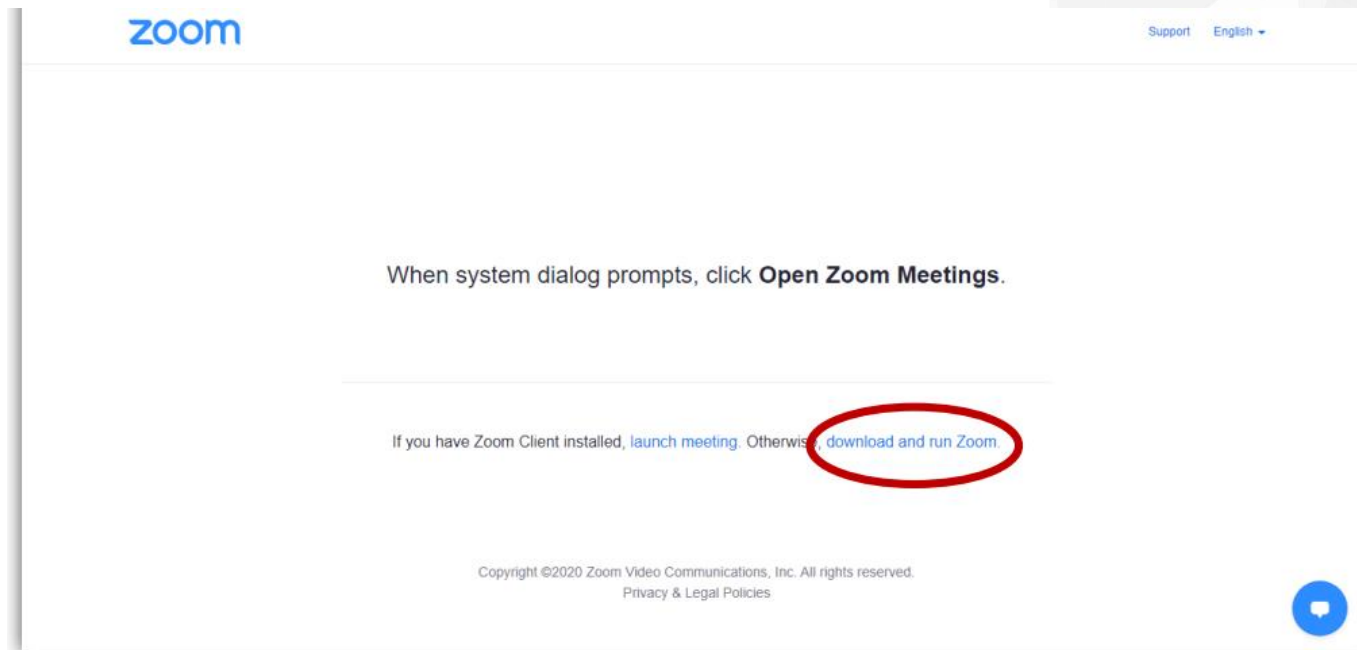 zoom
Support English
When system dialog prompts, click Open Zoom Meetings.
If you have Zoom Client installed, launch meeting. Otherwise, download and run Zoom.
Copyright ©2020 Zoom Video Communications, Inc. All rights reserved.
Privacy & Legal Policies